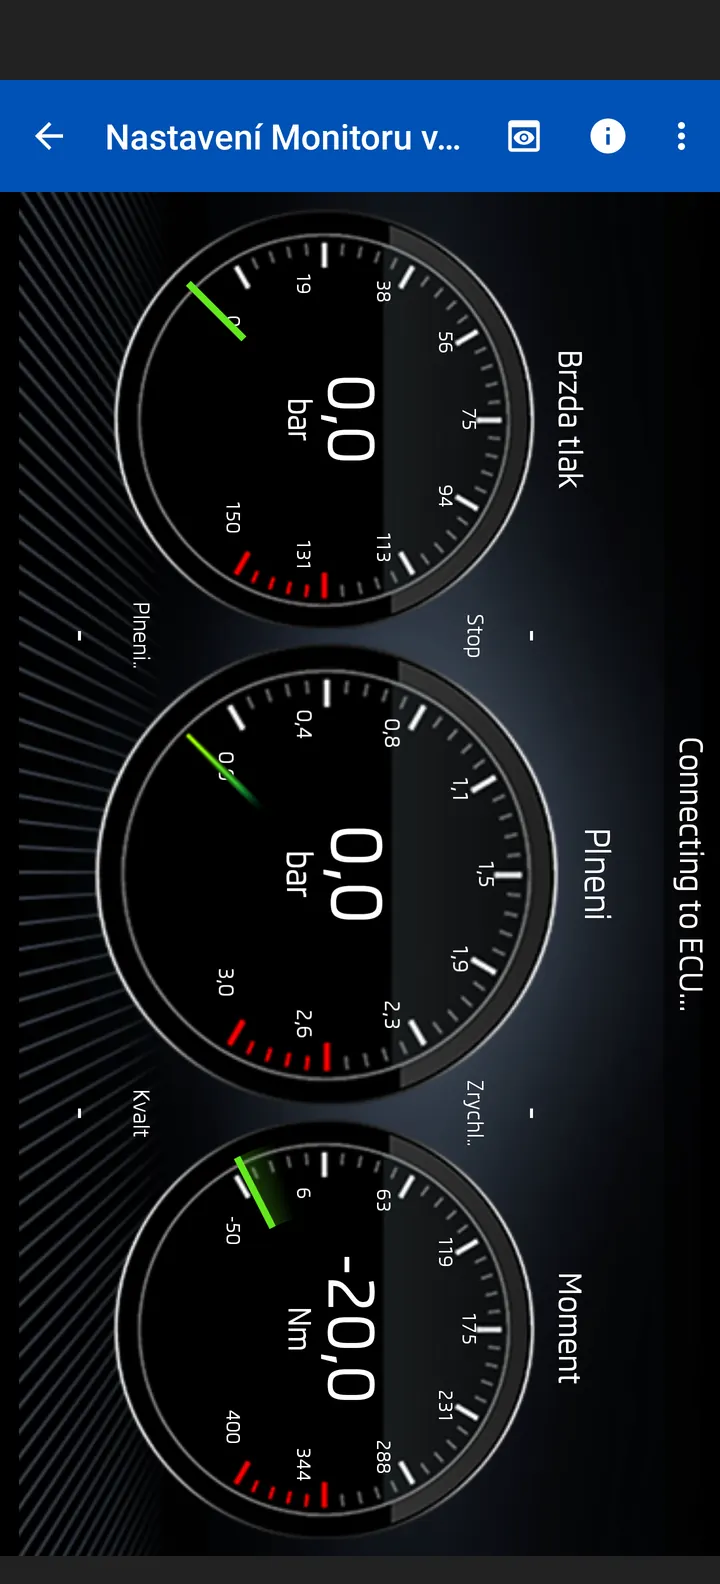 Nastavení Monitoru v...
Connecting to ECU...
Brzda tlak
0
19
38
56
75
94
113
131
150
0,0
bar
-
Stop
Plneni..
-
Plneni
0,0
0,4
0,8
1,1
1,5
1,9
2,3
2,6
3,0
0,0
bar
-
Zrychl..
Kvalt
-
Moment
-50
6
63
119
175
231
288
344
400
-20,0
Nm